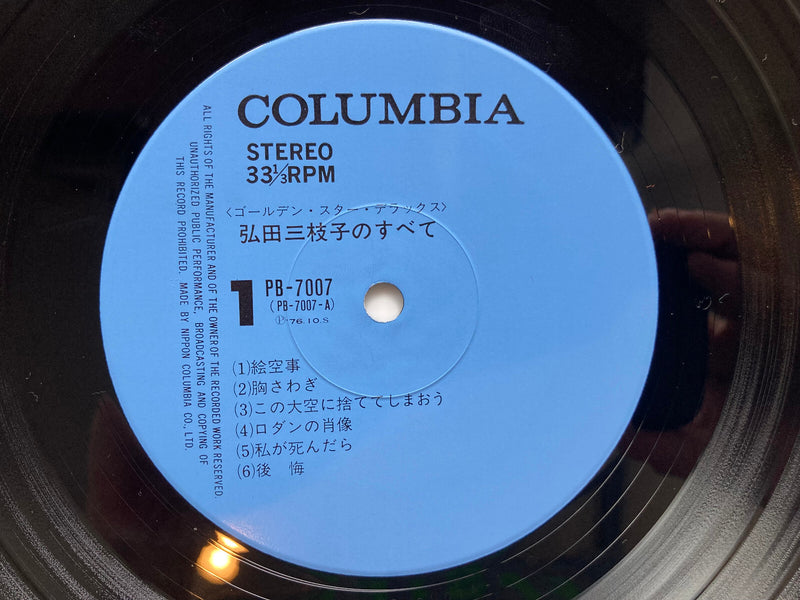 COLUMBIA
STEREO
33 1/3 RPM
〈ゴールデン・スター・デラックス〉
弘田三枝子のすべて
1
PB-7007
(PB-7007-A)
Ⓟ'76.10.S
(1)絵空事
(2)胸さわぎ
(3)この大空に捨ててしまおう
(4)ロダンの肖像
(5)私が死んだら
(6)後 悔
ALL RIGHTS OF THE MANUFACTURER AND OF THE OWNER OF THE RECORDED WORK RESERVED.
UNAUTHORIZED PUBLIC PERFORMANCE, BROADCASTING AND COPYING OF
THIS RECORD PROHIBITED. MADE BY NIPPON COLUMBIA CO., LTD.